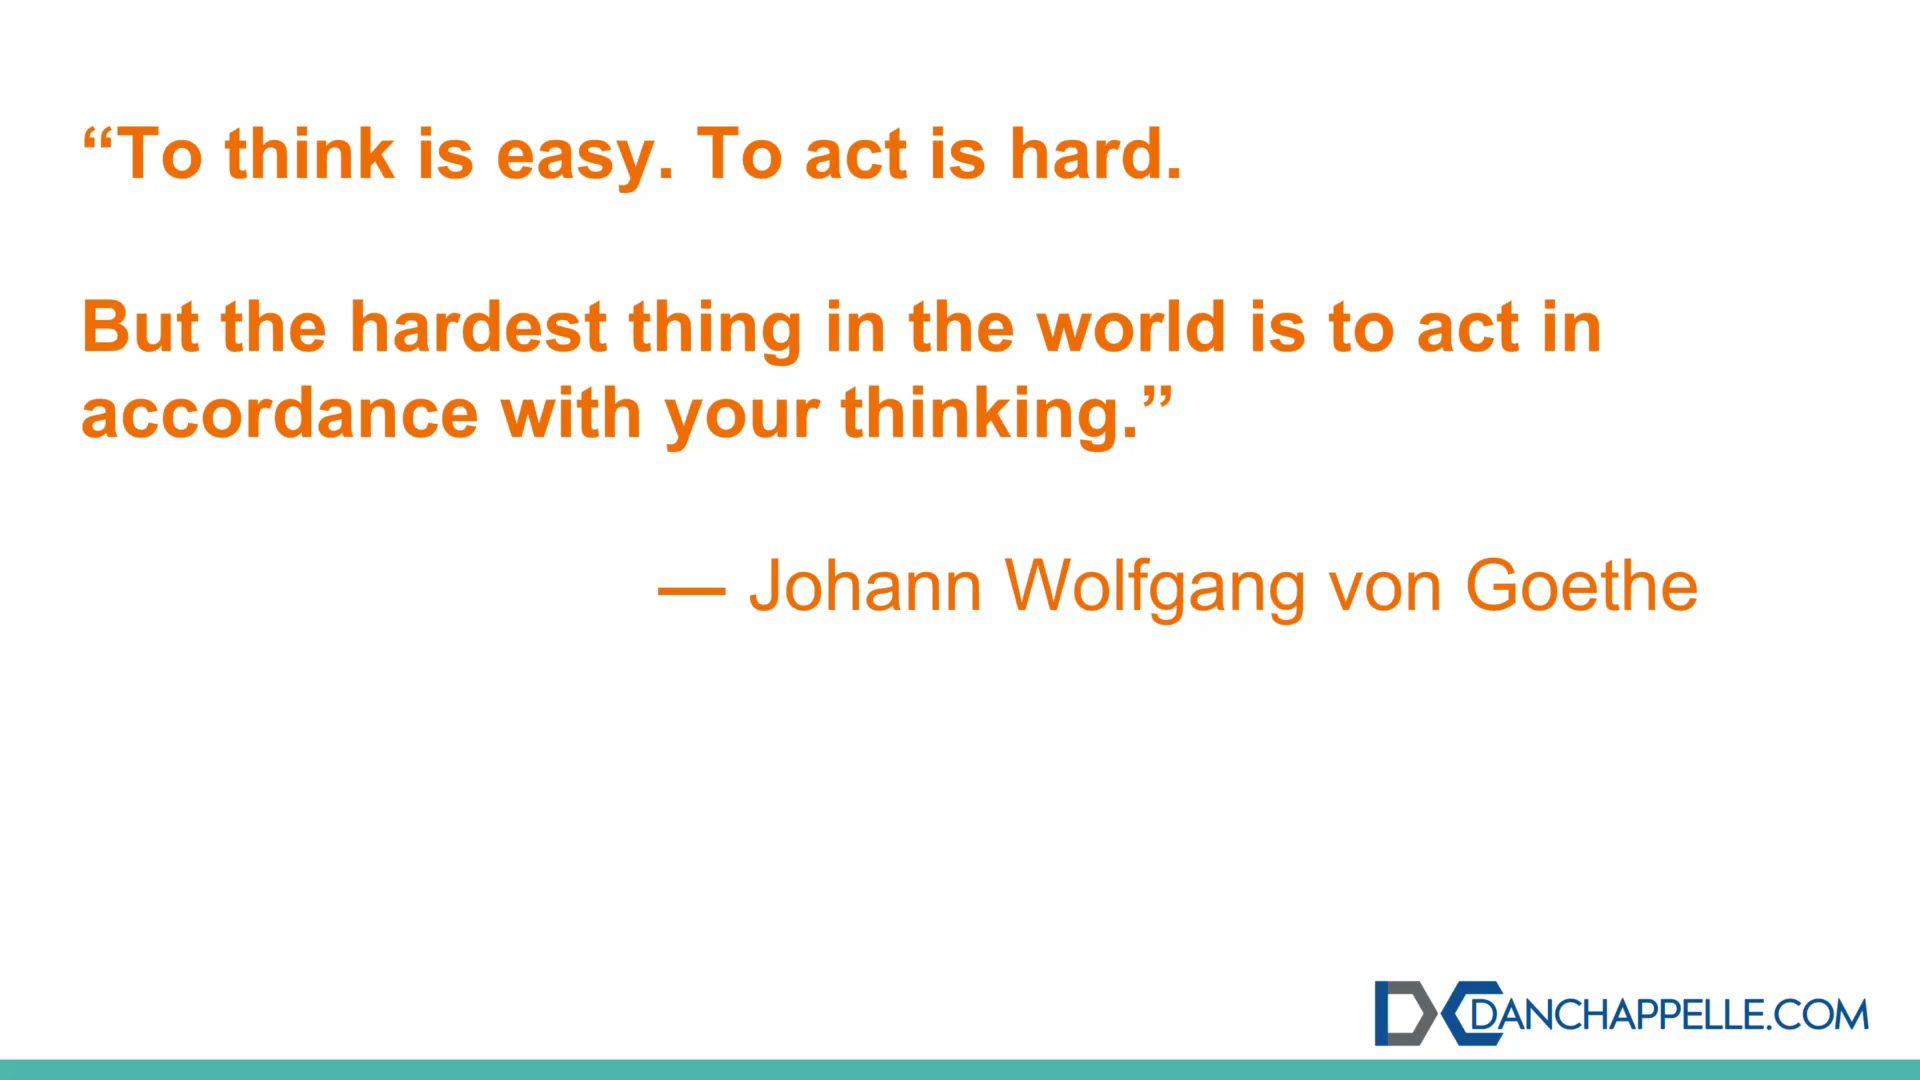 “To think is easy. To act is hard.
But the hardest thing in the world is to act in
accordance with your thinking.”
— Johann Wolfgang von Goethe
DC DANCHAPPELLE.COM